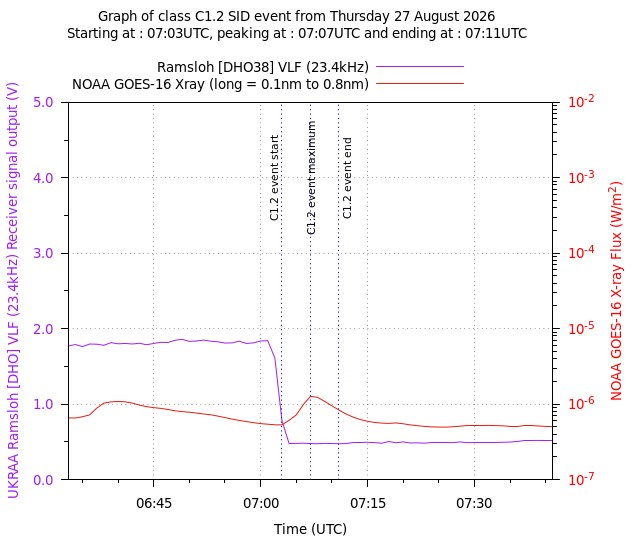 Graph of class C1.2 SID event from Thursday 27 August 2026
Starting at : 07:03UTC, peaking at : 07:07UTC and ending at : 07:11UTC
Ramsloh [DHO38] VLF (23.4kHz)
NOAA GOES-16 Xray (long = 0.1nm to 0.8nm)
UKRAA Ramsloh [DHO] VLF (23.4kHz) Receiver signal output (V)
5.0
4.0
3.0
2.0
1.0
0.0
C1.2 event start
C1.2 event maximum
C1.2 event end
10^-2
10^-3
10^-4
10^-5
10^-6
10^-7
NOAA GOES-16 X-ray Flux (W/m^2)
06:45 07:00 07:15 07:30
Time (UTC)